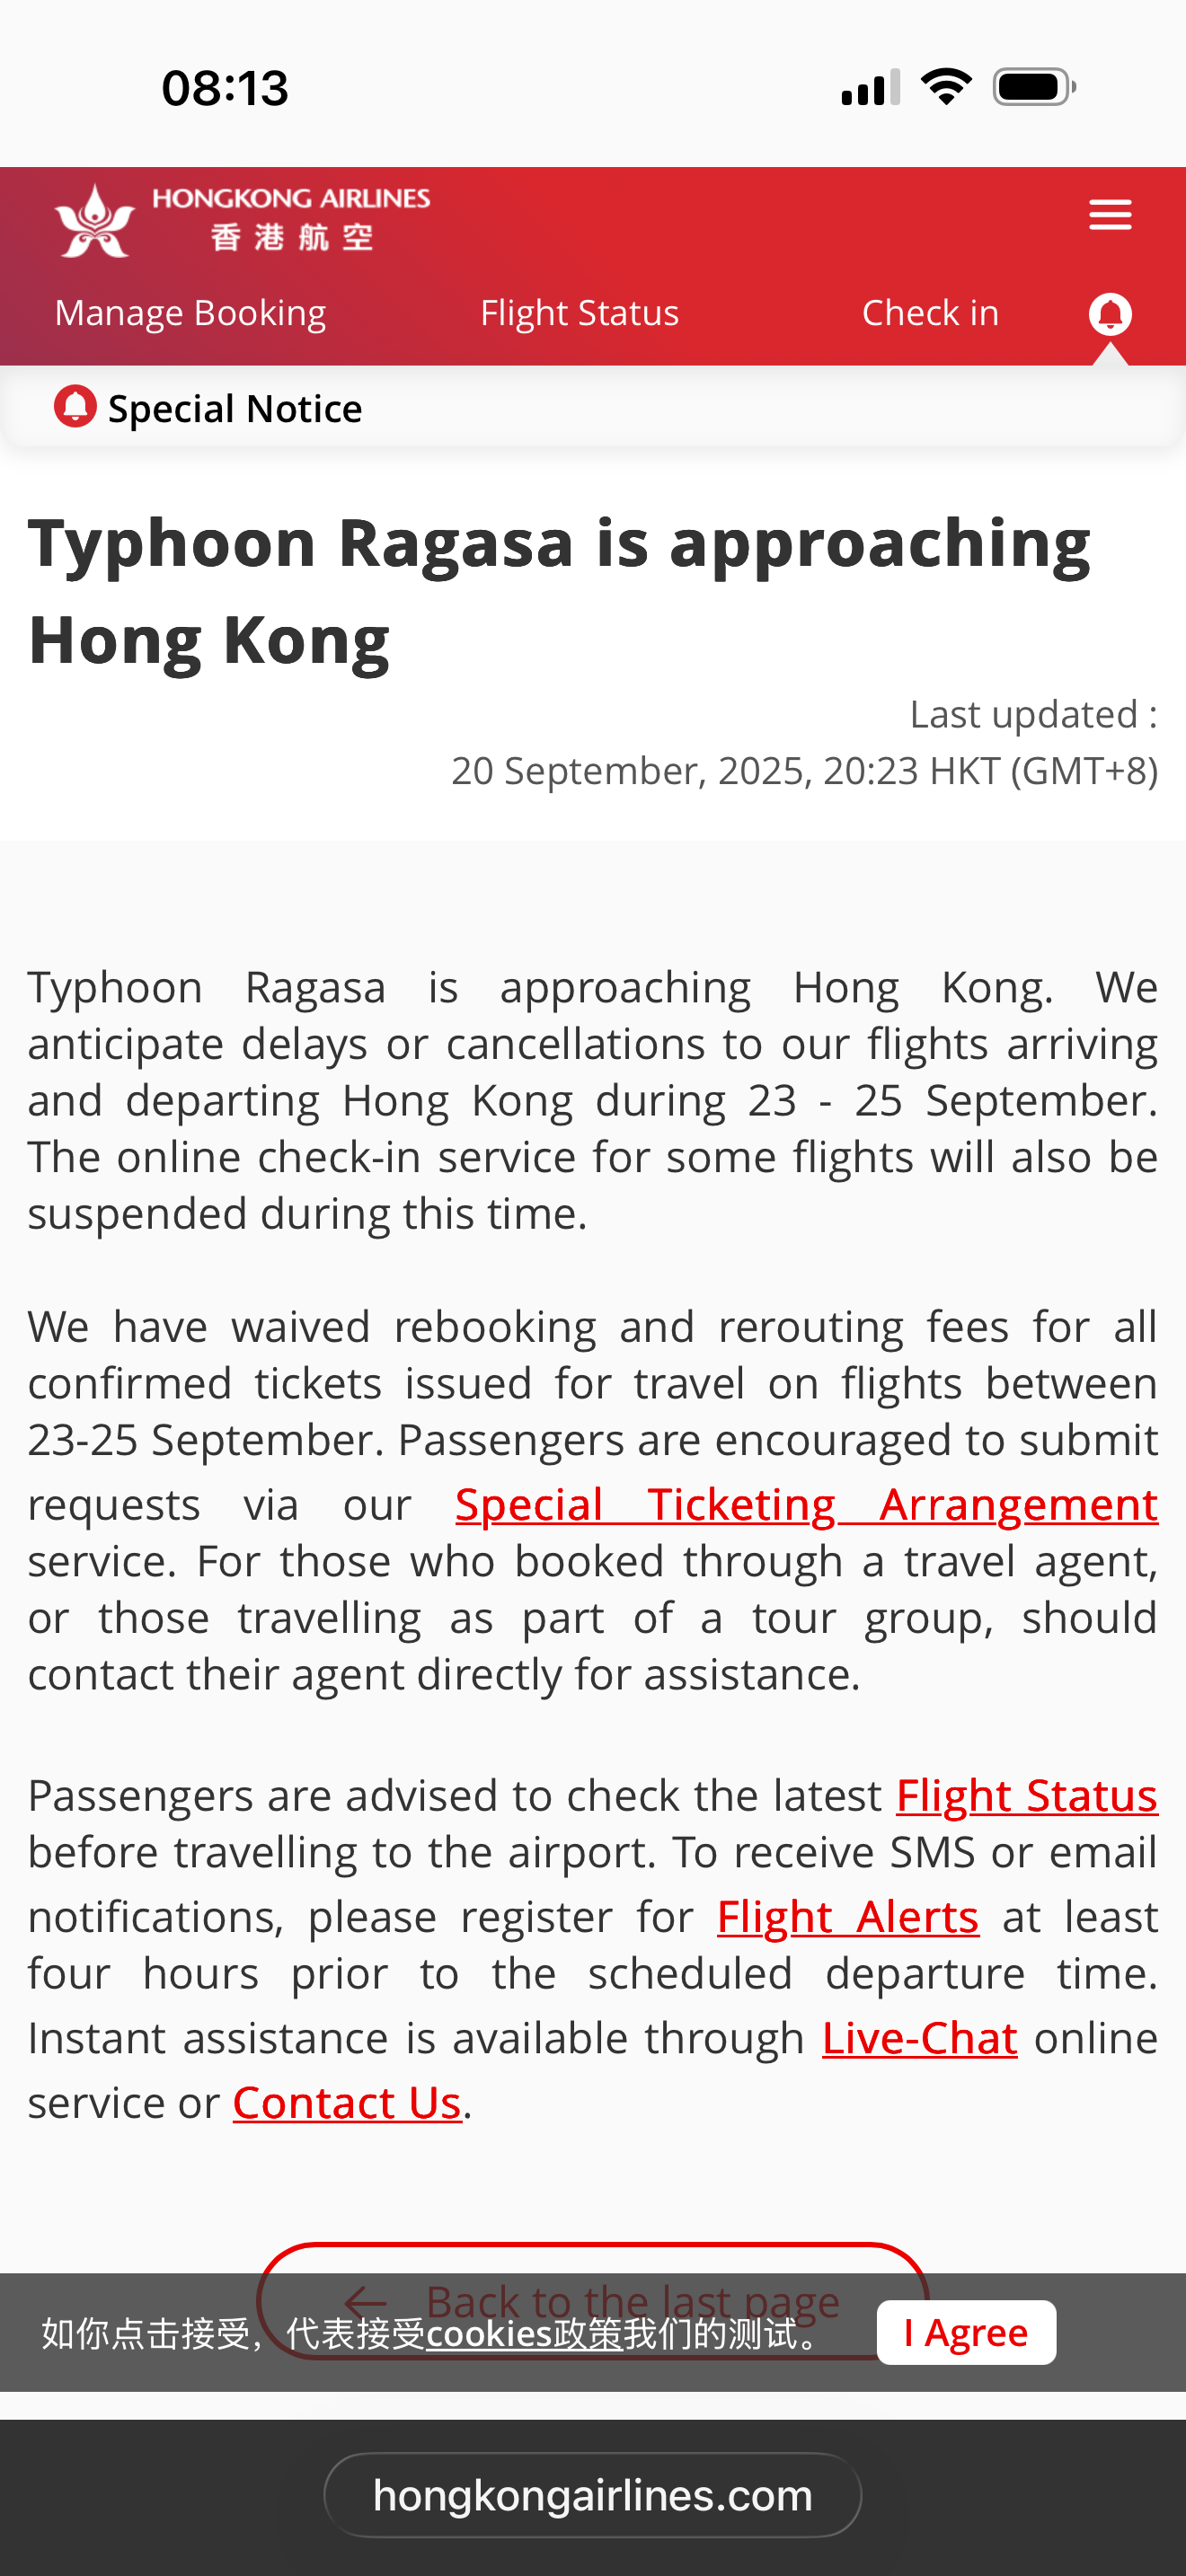 08:13
HONGKONG AIRLINES
香港航空
Manage Booking Flight Status Check in
Special Notice
Typhoon Ragasa is approaching
Hong Kong
Last updated :
20 September, 2025, 20:23 HKT (GMT+8)
Typhoon Ragasa is approaching Hong Kong. We
anticipate delays or cancellations to our flights arriving
and departing Hong Kong during 23 - 25 September.
The online check-in service for some flights will also be
suspended during this time.
We have waived rebooking and rerouting fees for all
confirmed tickets issued for travel on flights between
23-25 September. Passengers are encouraged to submit
requests via our Special Ticketing Arrangement
service. For those who booked through a travel agent,
or those travelling as part of a tour group, should
contact their agent directly for assistance.
Passengers are advised to check the latest Flight Status
before travelling to the airport. To receive SMS or email
notifications, please register for Flight Alerts at least
four hours prior to the scheduled departure time.
Instant assistance is available through Live-Chat online
service or Contact Us.
← Back to the last page
如你点击接受，代表接受cookies政策我们的测试。 I Agree
hongkongairlines.com